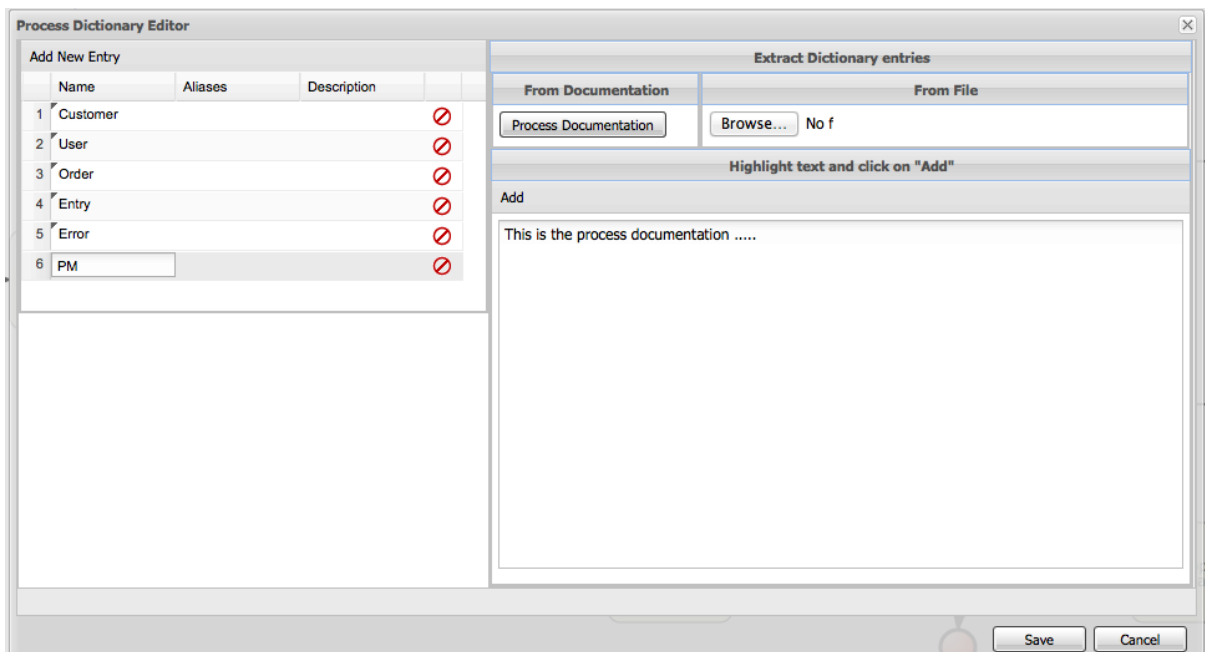 Process Dictionary Editor
Add New Entry
Name Aliases Description
1 Customer
2 User
3 Order
4 Entry
5 Error
6 PM
Extract Dictionary entries
From Documentation From File
Process Documentation Browse... No f
Highlight text and click on "Add"
Add
This is the process documentation .....
Save Cancel